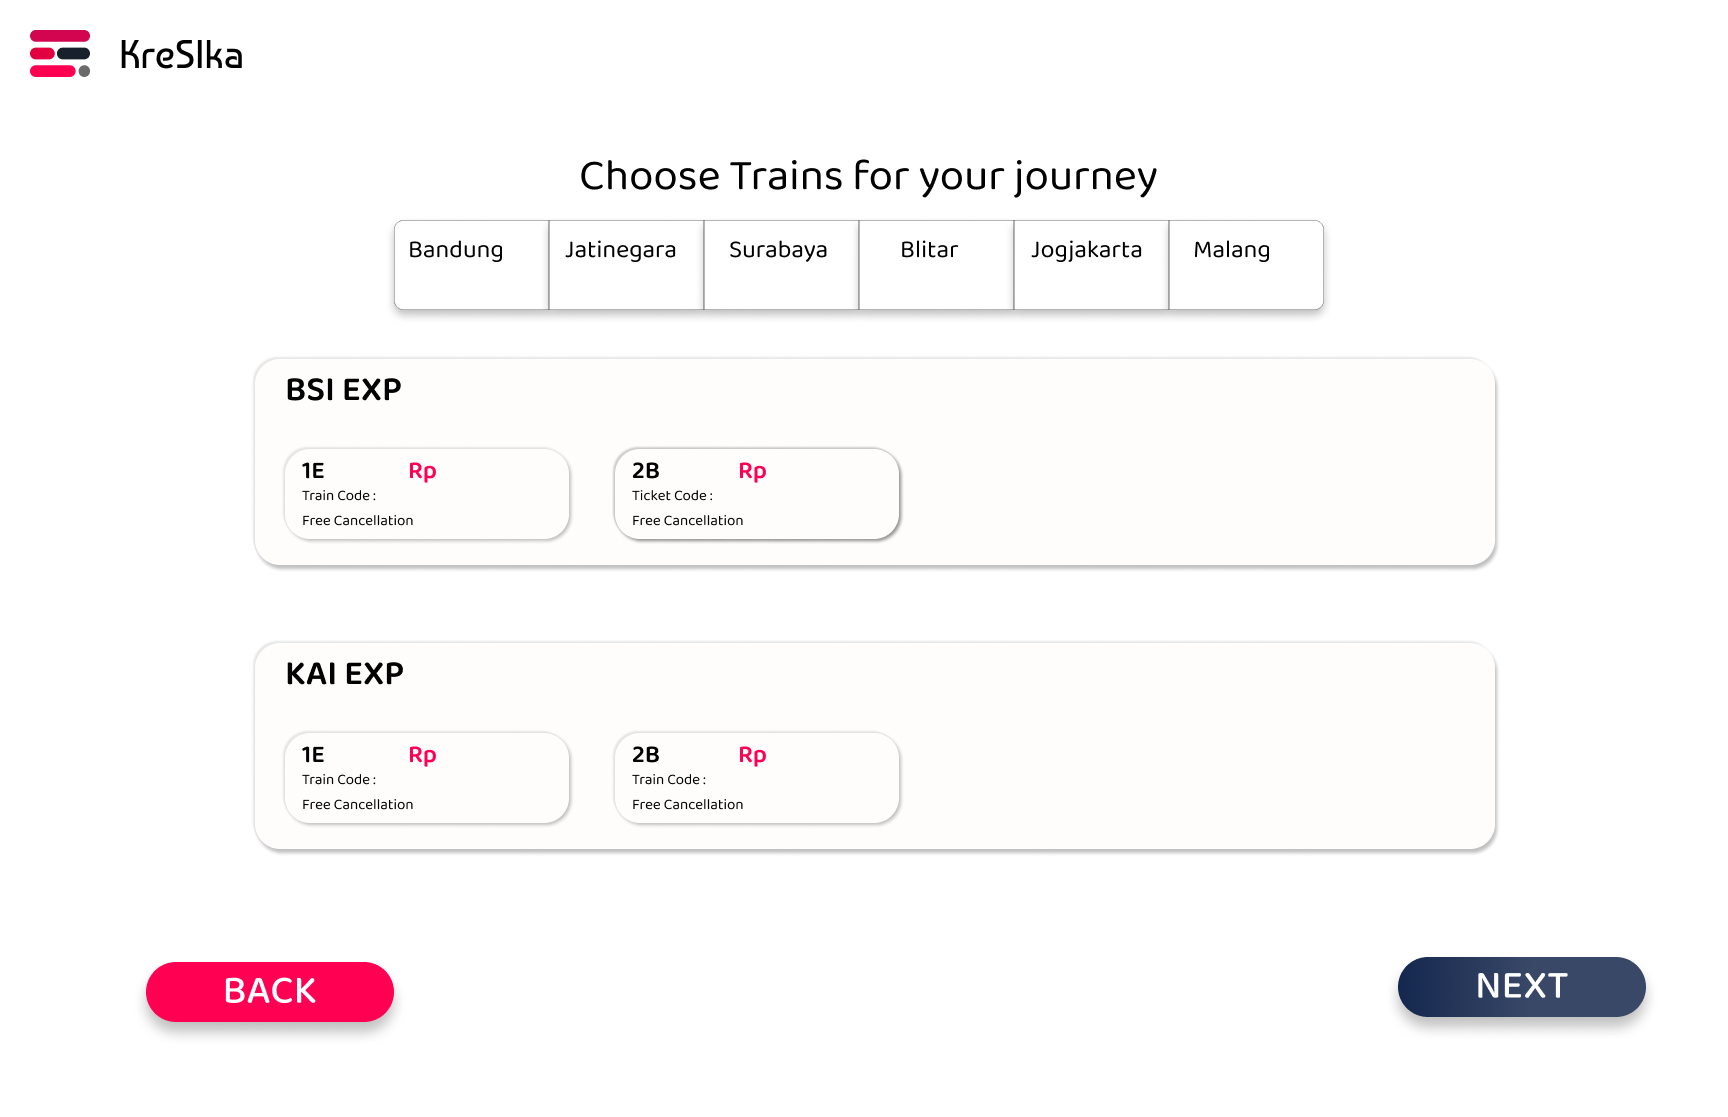 KreSIka
Choose Trains for your journey
Bandung Jatinegara Surabaya Blitar Jogjakarta Malang
BSI EXP
1E Rp
Train Code :
Free Cancellation
2B Rp
Ticket Code :
Free Cancellation
KAI EXP
1E Rp
Train Code :
Free Cancellation
2B Rp
Train Code :
Free Cancellation
BACK
NEXT